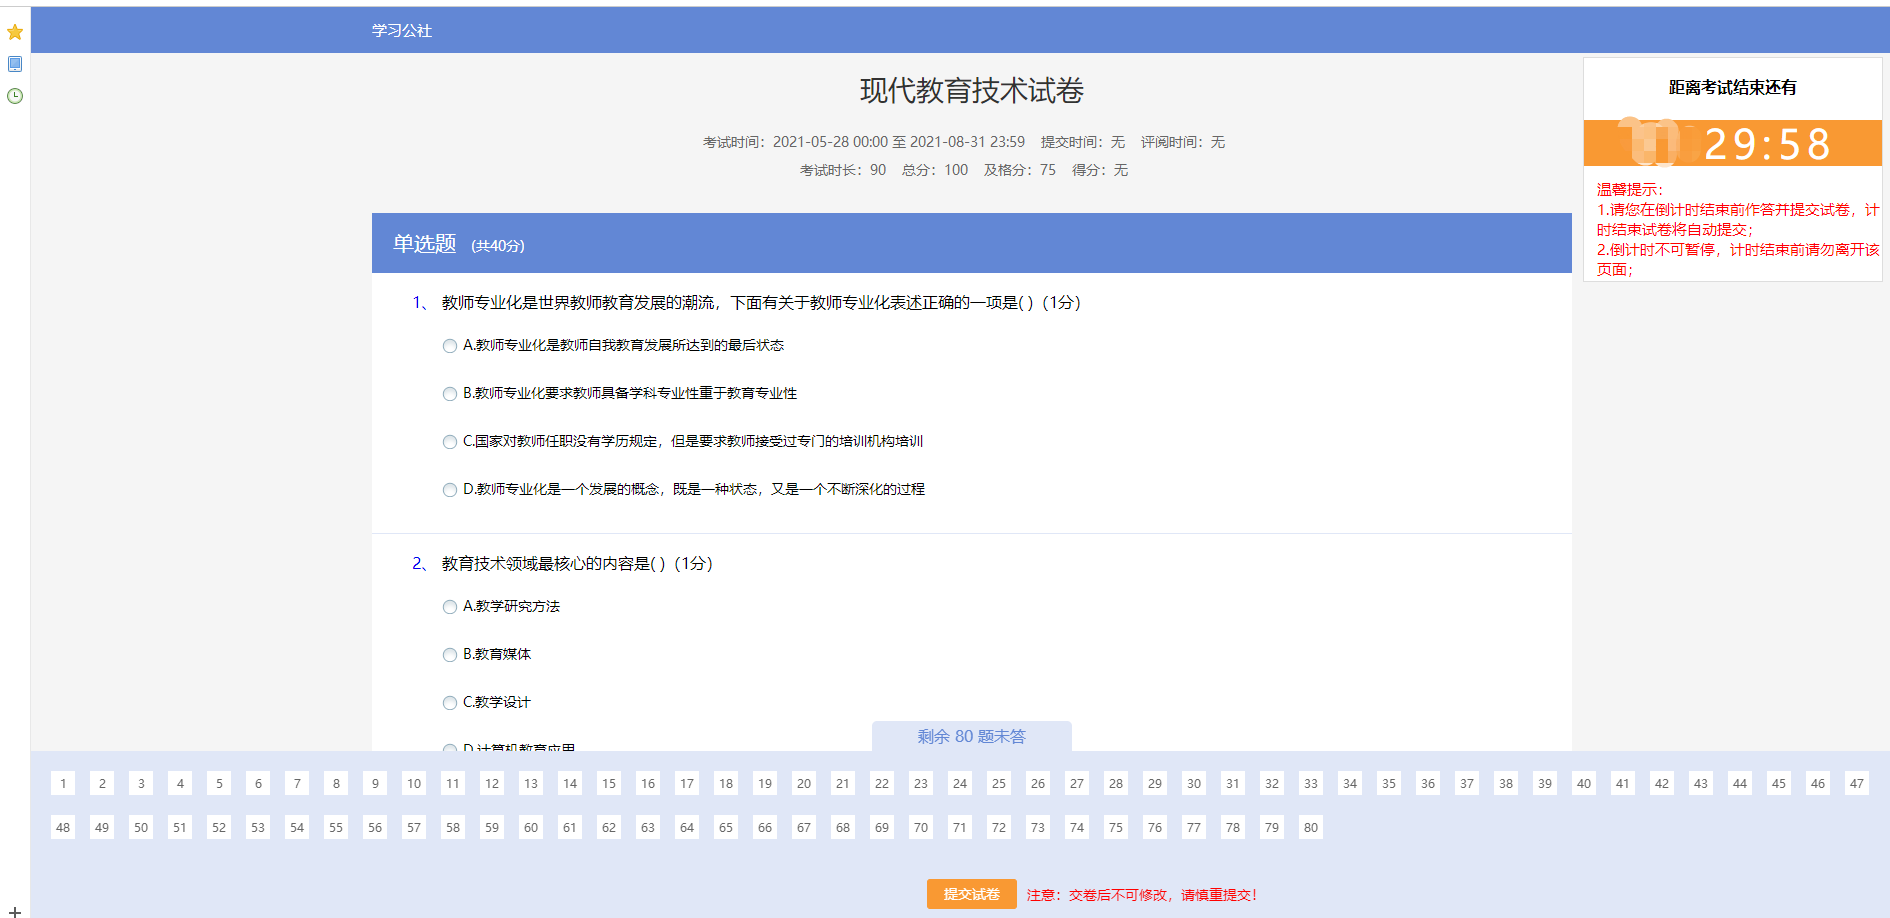 学习公社
现代教育技术试卷
考试时间：2021-05-28 00:00 至 2021-08-31 23:59 提交时间：无 评阅时间：无
考试时长：90 总分：100 及格分：75 得分：无
距离考试结束还有
29:58
温馨提示：
1.请您在倒计时结束前作答并提交试卷，计
时结束试卷将自动提交；
2.倒计时不可暂停，计时结束前请勿离开该
页面；
单选题 (共40分)
1、 教师专业化是世界教师教育发展的潮流，下面有关于教师专业化表述正确的一项是( )（1分）
A.教师专业化是教师自我教育发展所达到的最后状态
B.教师专业化要求教师具备学科专业性重于教育专业性
C.国家对教师任职没有学历规定，但是要求教师接受过专门的培训机构培训
D.教师专业化是一个发展的概念，既是一种状态，又是一个不断深化的过程
2、 教育技术领域最核心的内容是( )（1分）
A.教学研究方法
B.教育媒体
C.教学设计
D.计算机教育应用
剩余 80 题未答
1 2 3 4 5 6 7 8 9 10 11 12 13 14 15 16 17 18 19 20 21 22 23 24 25 26 27 28 29 30 31 32 33 34 35 36 37 38 39 40 41 42 43 44 45 46 47
48 49 50 51 52 53 54 55 56 57 58 59 60 61 62 63 64 65 66 67 68 69 70 71 72 73 74 75 76 77 78 79 80
提交试卷 注意：交卷后不可修改，请慎重提交！